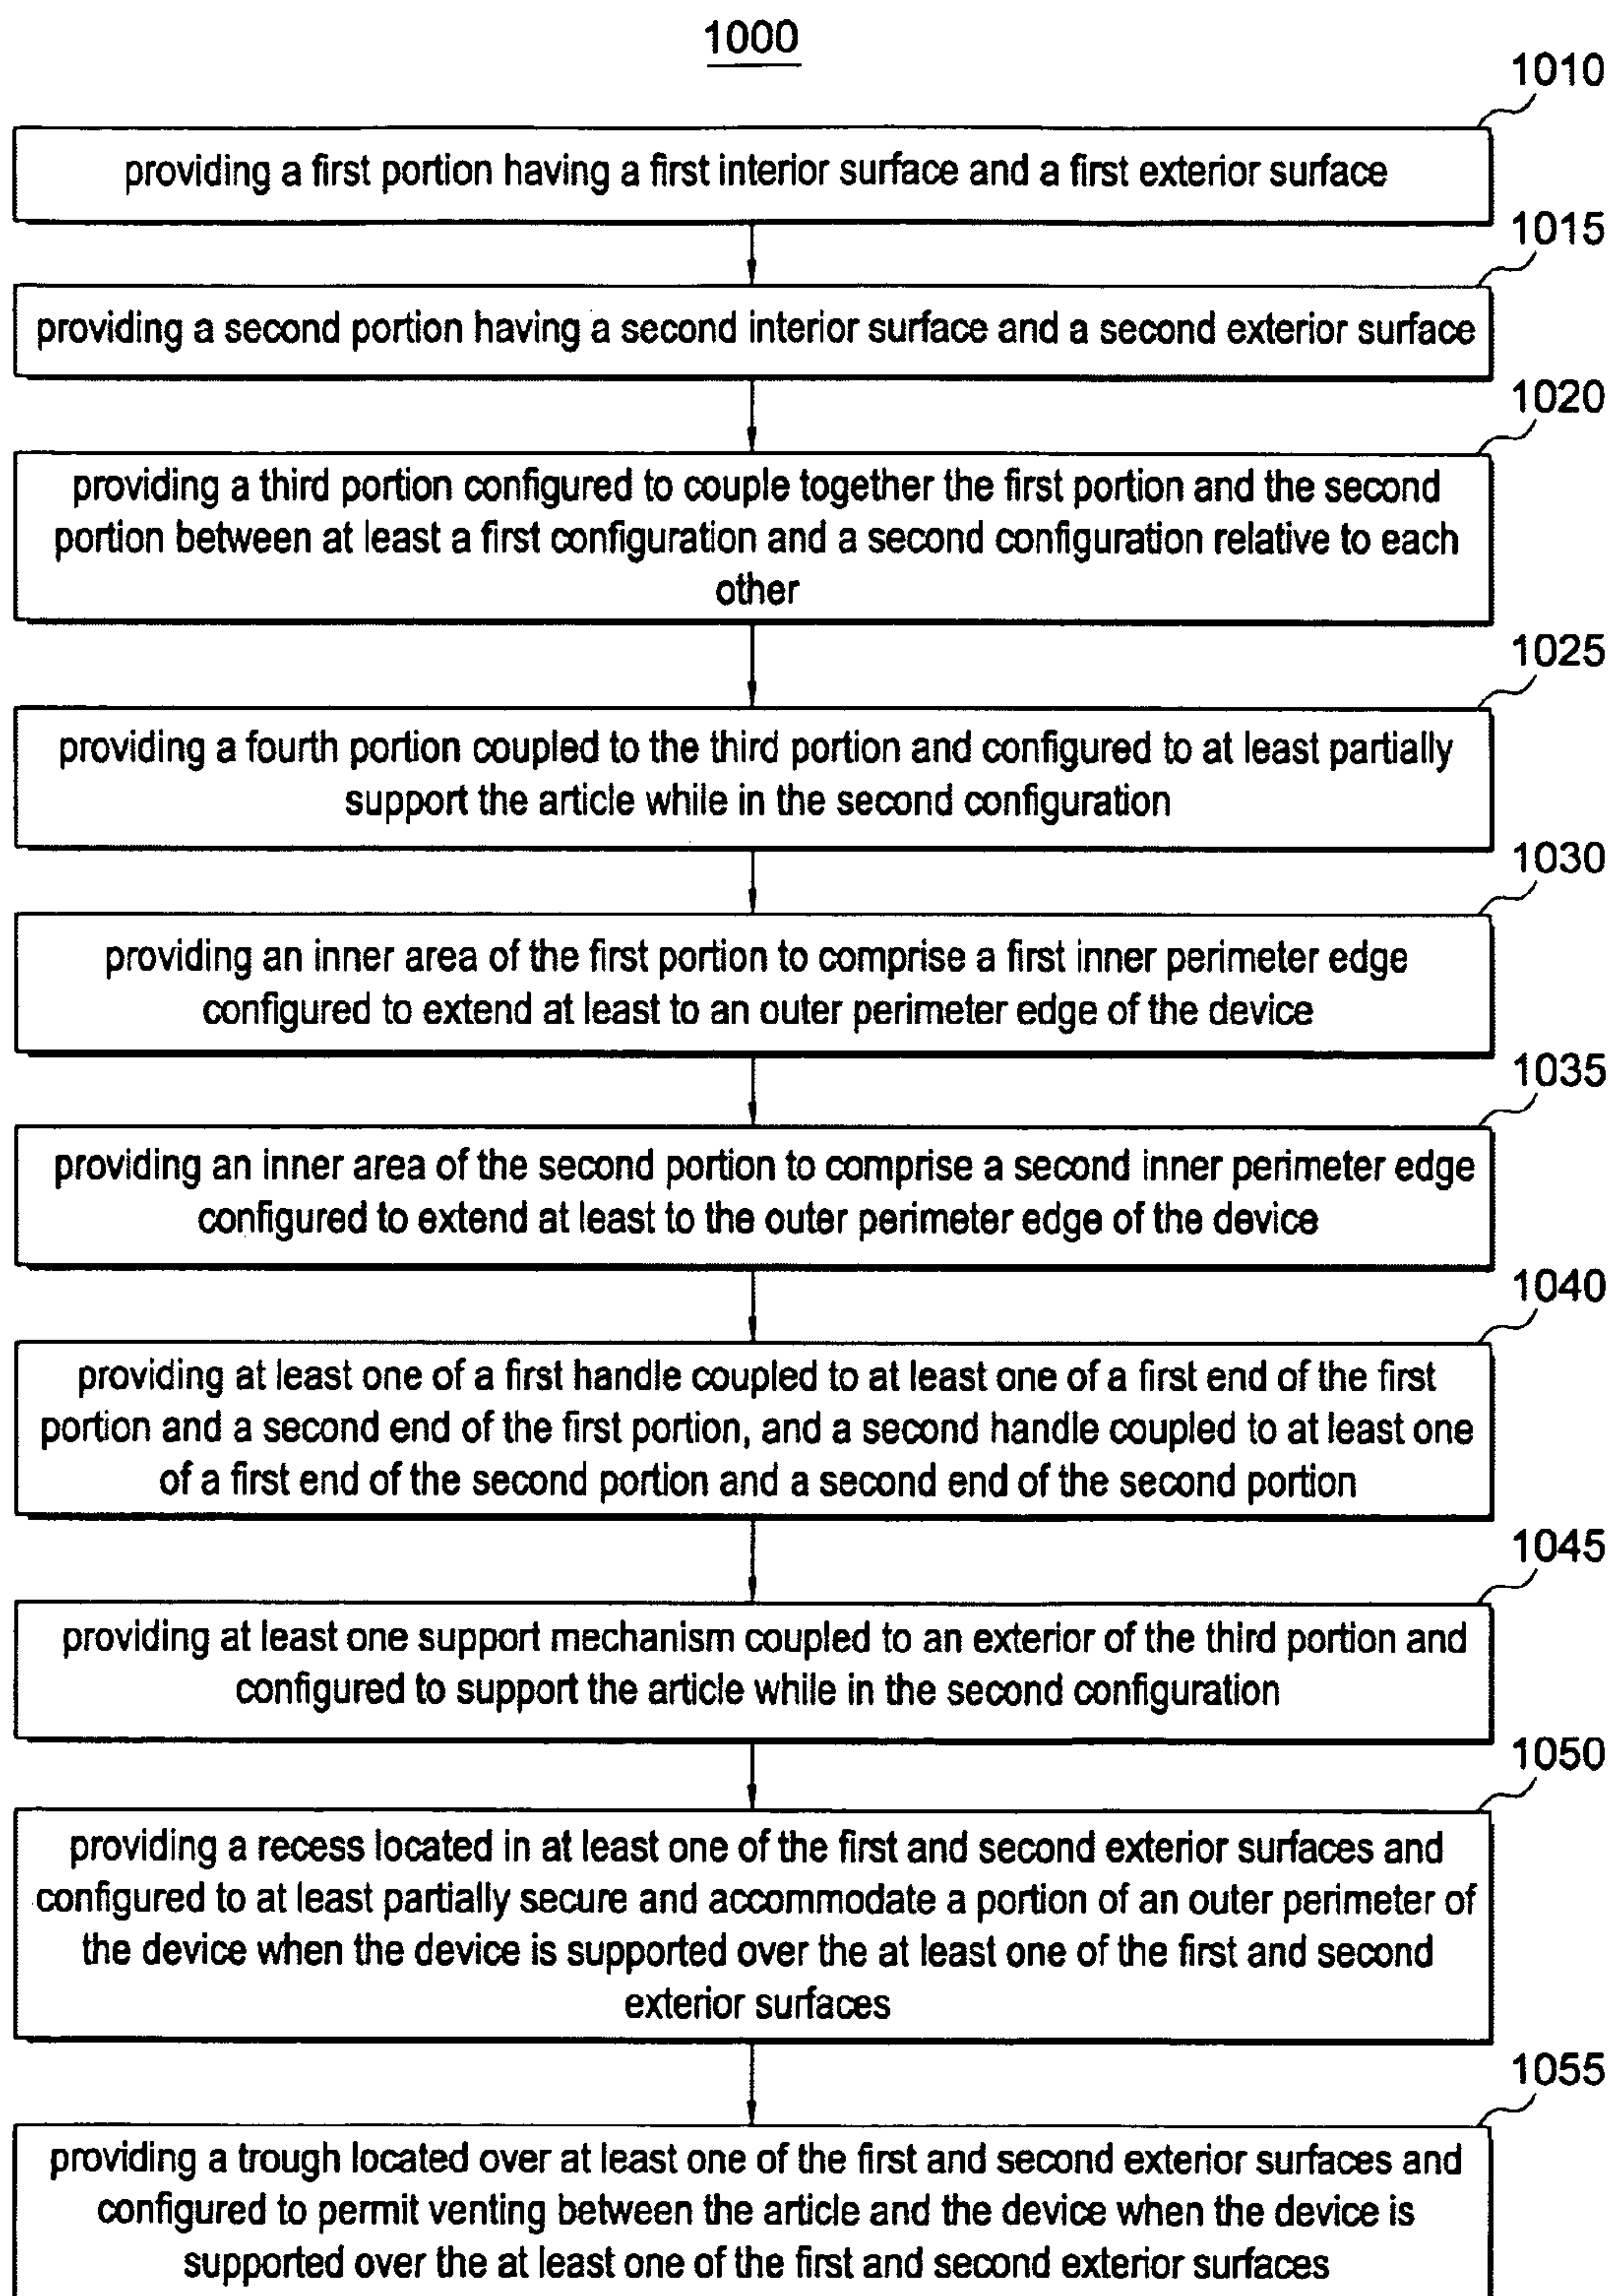 1000
1010
providing a first portion having a first interior surface and a first exterior surface
1015
providing a second portion having a second interior surface and a second exterior surface
1020
providing a third portion configured to couple together the first portion and the second
portion between at least a first configuration and a second configuration relative to each
other
1025
providing a fourth portion coupled to the third portion and configured to at least partially
support the article while in the second configuration
1030
providing an inner area of the first portion to comprise a first inner perimeter edge
configured to extend at least to an outer perimeter edge of the device
1035
providing an inner area of the second portion to comprise a second inner perimeter edge
configured to extend at least to the outer perimeter edge of the device
1040
providing at least one of a first handle coupled to at least one of a first end of the first
portion and a second end of the first portion, and a second handle coupled to at least one
of a first end of the second portion and a second end of the second portion
1045
providing at least one support mechanism coupled to an exterior of the third portion and
configured to support the article while in the second configuration
1050
providing a recess located in at least one of the first and second exterior surfaces and
configured to at least partially secure and accommodate a portion of an outer perimeter of
the device when the device is supported over the at least one of the first and second
exterior surfaces
1055
providing a trough located over at least one of the first and second exterior surfaces and
configured to permit venting between the article and the device when the device is
supported over the at least one of the first and second exterior surfaces